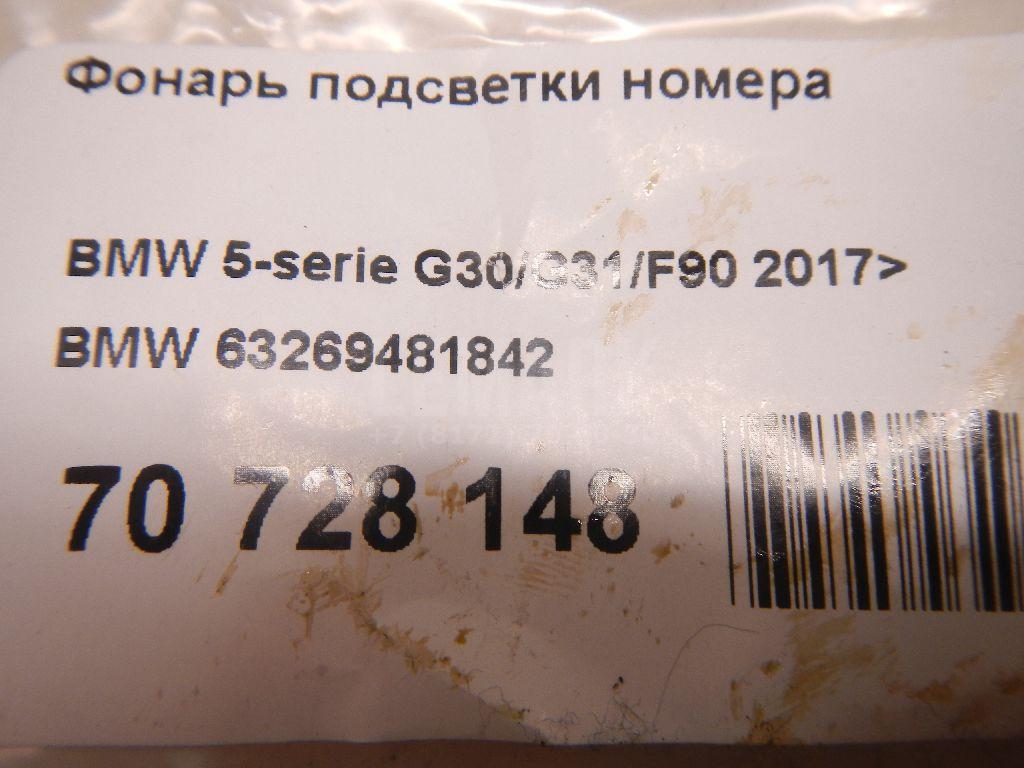 Фонарь подсветки номера
BMW 5-serie G30/G31/F90 2017>
BMW 63269481842
70 728 148